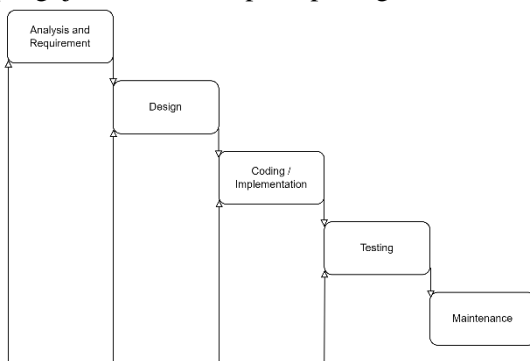 Analysis and
Requirement
Design
Coding /
Implementation
Testing
Maintenance